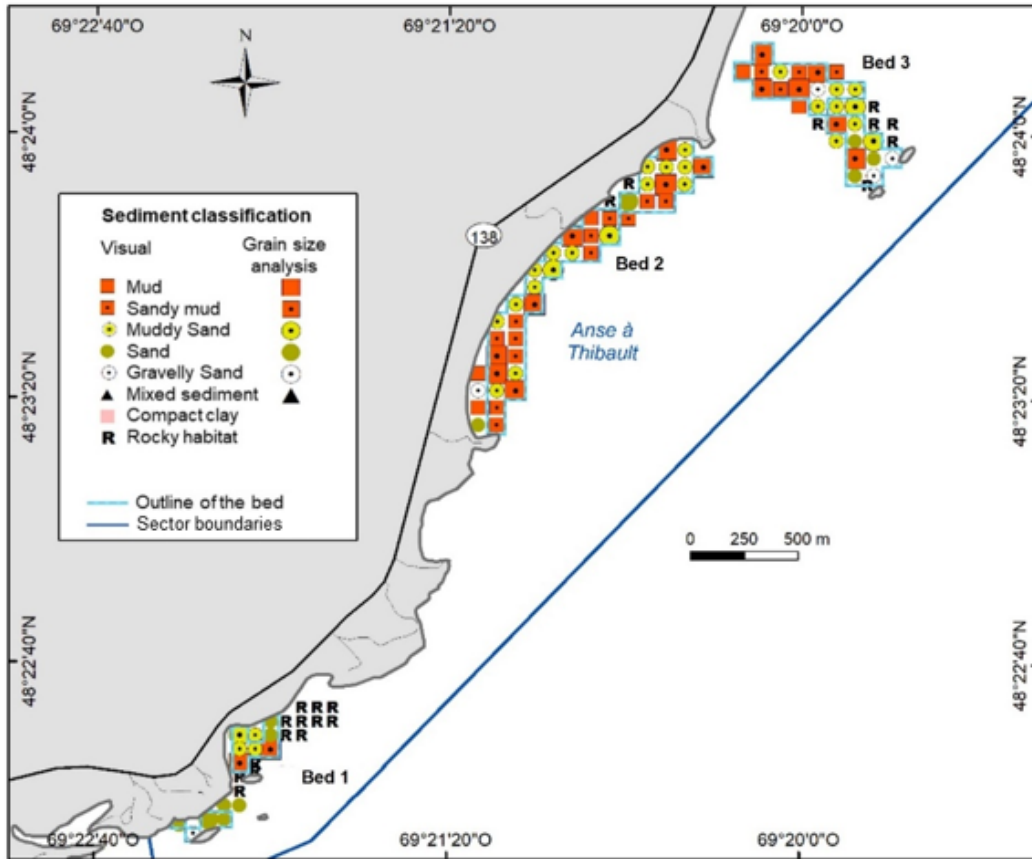 69°22'40"O 69°21'20"O 69°20'0"O
N
Bed 3
48°24'0"N
48°24'0"N
R
R
R R
R
R
Sediment classification
Visual
Grain size
analysis
Mud
Sandy mud
Muddy Sand
Sand
Gravelly Sand
Mixed sediment
Compact clay
R Rocky habitat
Outline of the bed
Sector boundaries
R
R
138
Bed 2
Anse à
Thibault
48°23'20"N
48°23'20"N
0 250 500 m
48°22'40"N
48°22'40"N
R R R
R R R R
R R
R
R
R
R
Bed 1
69°22'40"O 69°21'20"O 69°20'0"O